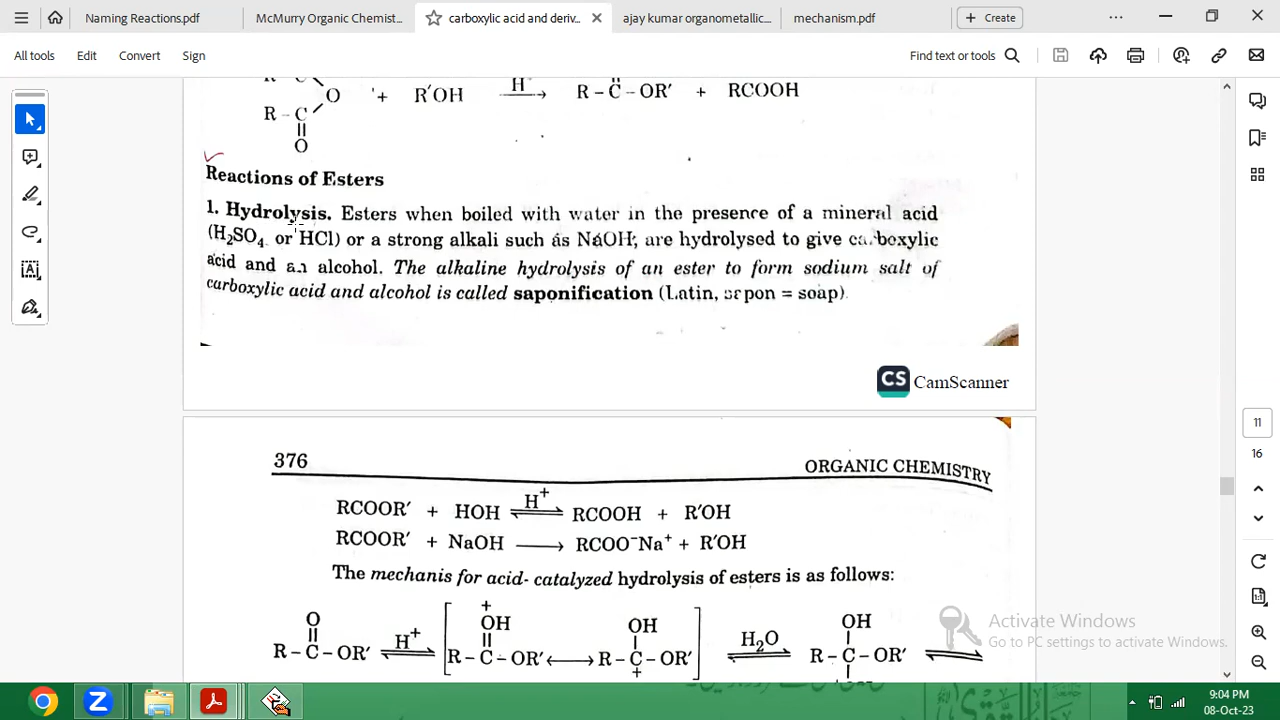 Naming Reactions.pdf
McMurry Organic Chemist...
carboxylic acid and deriv...
ajay kumar organometallic...
mechanism.pdf
Create
All tools
Edit
Convert
Sign
Find text or tools
O + R′OH H → R – C – OR′ + RCOOH
R – C
O
Reactions of Esters
1. Hydrolysis. Esters when boiled with water in the presence of a mineral acid
(H₂SO₄ or HCl) or a strong alkali such as NaOH, are hydrolysed to give carboxylic
acid and an alcohol. The alkaline hydrolysis of an ester to form sodium salt of
carboxylic acid and alcohol is called saponification (Latin, sapon = soap).
CS CamScanner
11
16
376
ORGANIC CHEMISTRY
RCOOR′ + HOH ⇌ H⁺ RCOOH + R′OH
RCOOR′ + NaOH → RCOO⁻Na⁺ + R′OH
The mechanis for acid- catalyzed hydrolysis of esters is as follows:
O + OH OH OH
R – C – OR′ ⇌ H⁺ [R – C – OR′ ⟷ R – C – OR′] ⇌ H₂O R – C – OR′ ⇌
+
Activate Windows
Go to PC settings to activate Windows.
9:04 PM
08-Oct-23